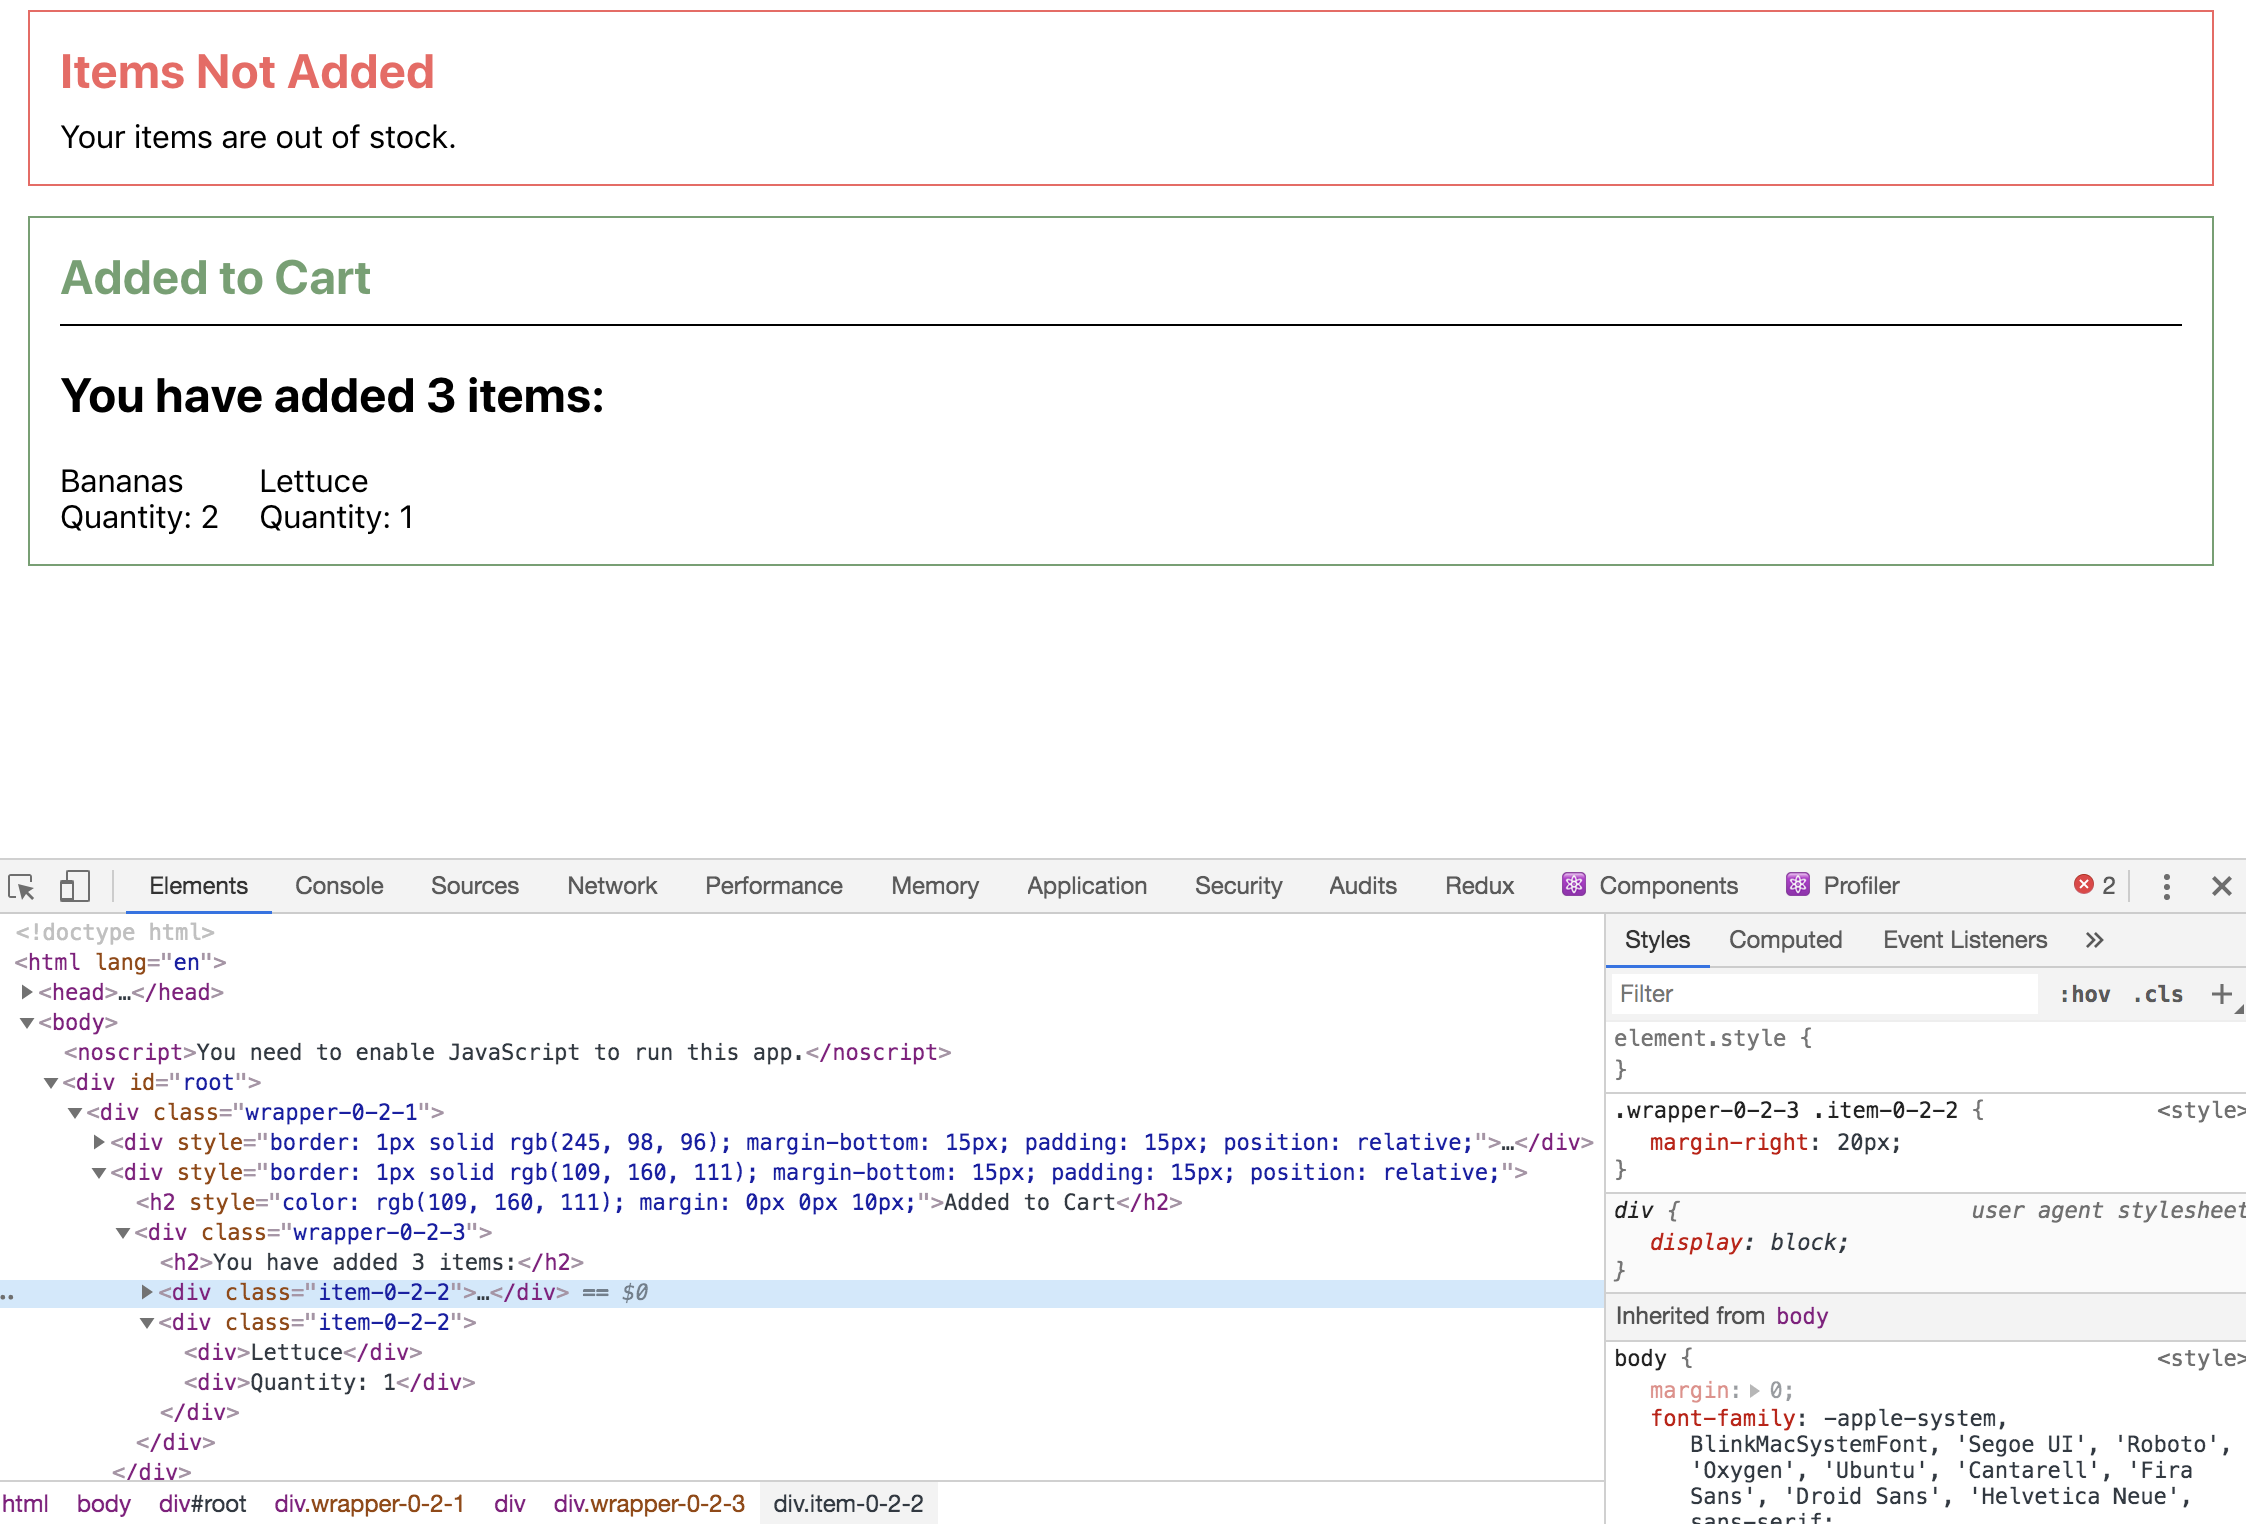 Items Not Added
Your items are out of stock.
Added to Cart
You have added 3 items:
Bananas Lettuce
Quantity: 2 Quantity: 1
Elements Console Sources Network Performance Memory Application Security Audits Redux Components Profiler 2
<!doctype html>
<html lang="en">
<head>…</head>
<body>
<noscript>You need to enable JavaScript to run this app.</noscript>
<div id="root">
<div class="wrapper-0-2-1">
<div style="border: 1px solid rgb(245, 98, 96); margin-bottom: 15px; padding: 15px; position: relative;">…</div>
<div style="border: 1px solid rgb(109, 160, 111); margin-bottom: 15px; padding: 15px; position: relative;">
<h2 style="color: rgb(109, 160, 111); margin: 0px 0px 10px;">Added to Cart</h2>
<div class="wrapper-0-2-3">
<h2>You have added 3 items:</h2>
<div class="item-0-2-2">…</div> == $0
<div class="item-0-2-2">
<div>Lettuce</div>
<div>Quantity: 1</div>
</div>
</div>
</div>
html body div#root div.wrapper-0-2-1 div div.wrapper-0-2-3 div.item-0-2-2
Styles Computed Event Listeners »
Filter :hov .cls +
element.style {
}
.wrapper-0-2-3 .item-0-2-2 { <style>
margin-right: 20px;
}
div { user agent stylesheet
display: block;
}
Inherited from body
body { <style>
margin: 0;
font-family: -apple-system,
BlinkMacSystemFont, 'Segoe UI', 'Roboto',
'Oxygen', 'Ubuntu', 'Cantarell', 'Fira
Sans', 'Droid Sans', 'Helvetica Neue',
sans-serif;